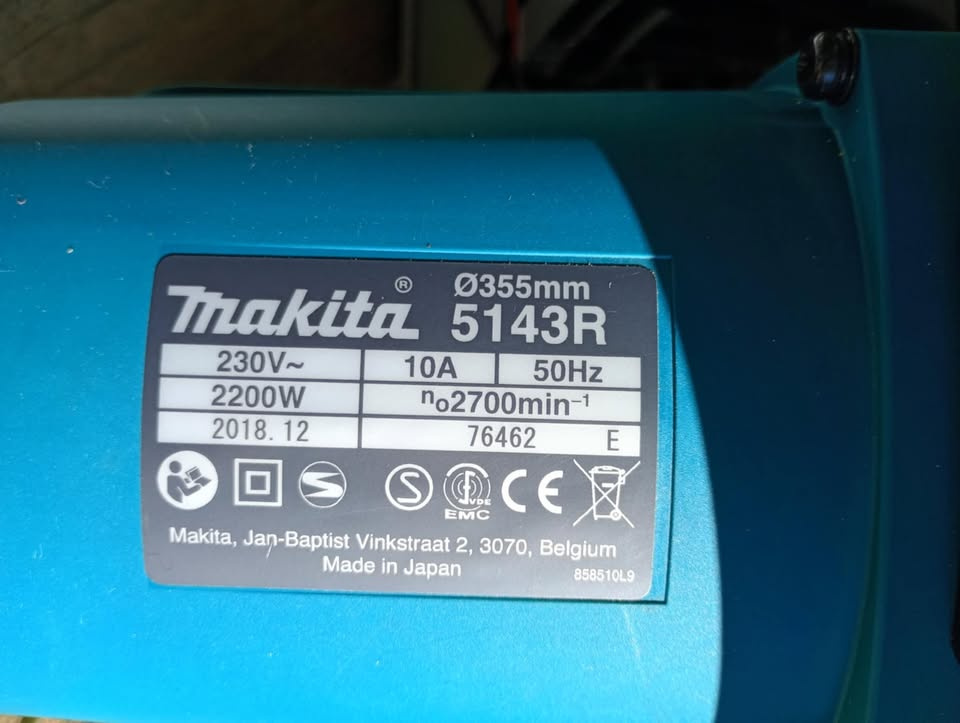 makita® Ø355mm
5143R
230V~ 10A 50Hz
2200W no2700min⁻¹
2018.12 76462 E
S VDE EMC CE
Makita, Jan-Baptist Vinkstraat 2, 3070, Belgium
Made in Japan 858510L9